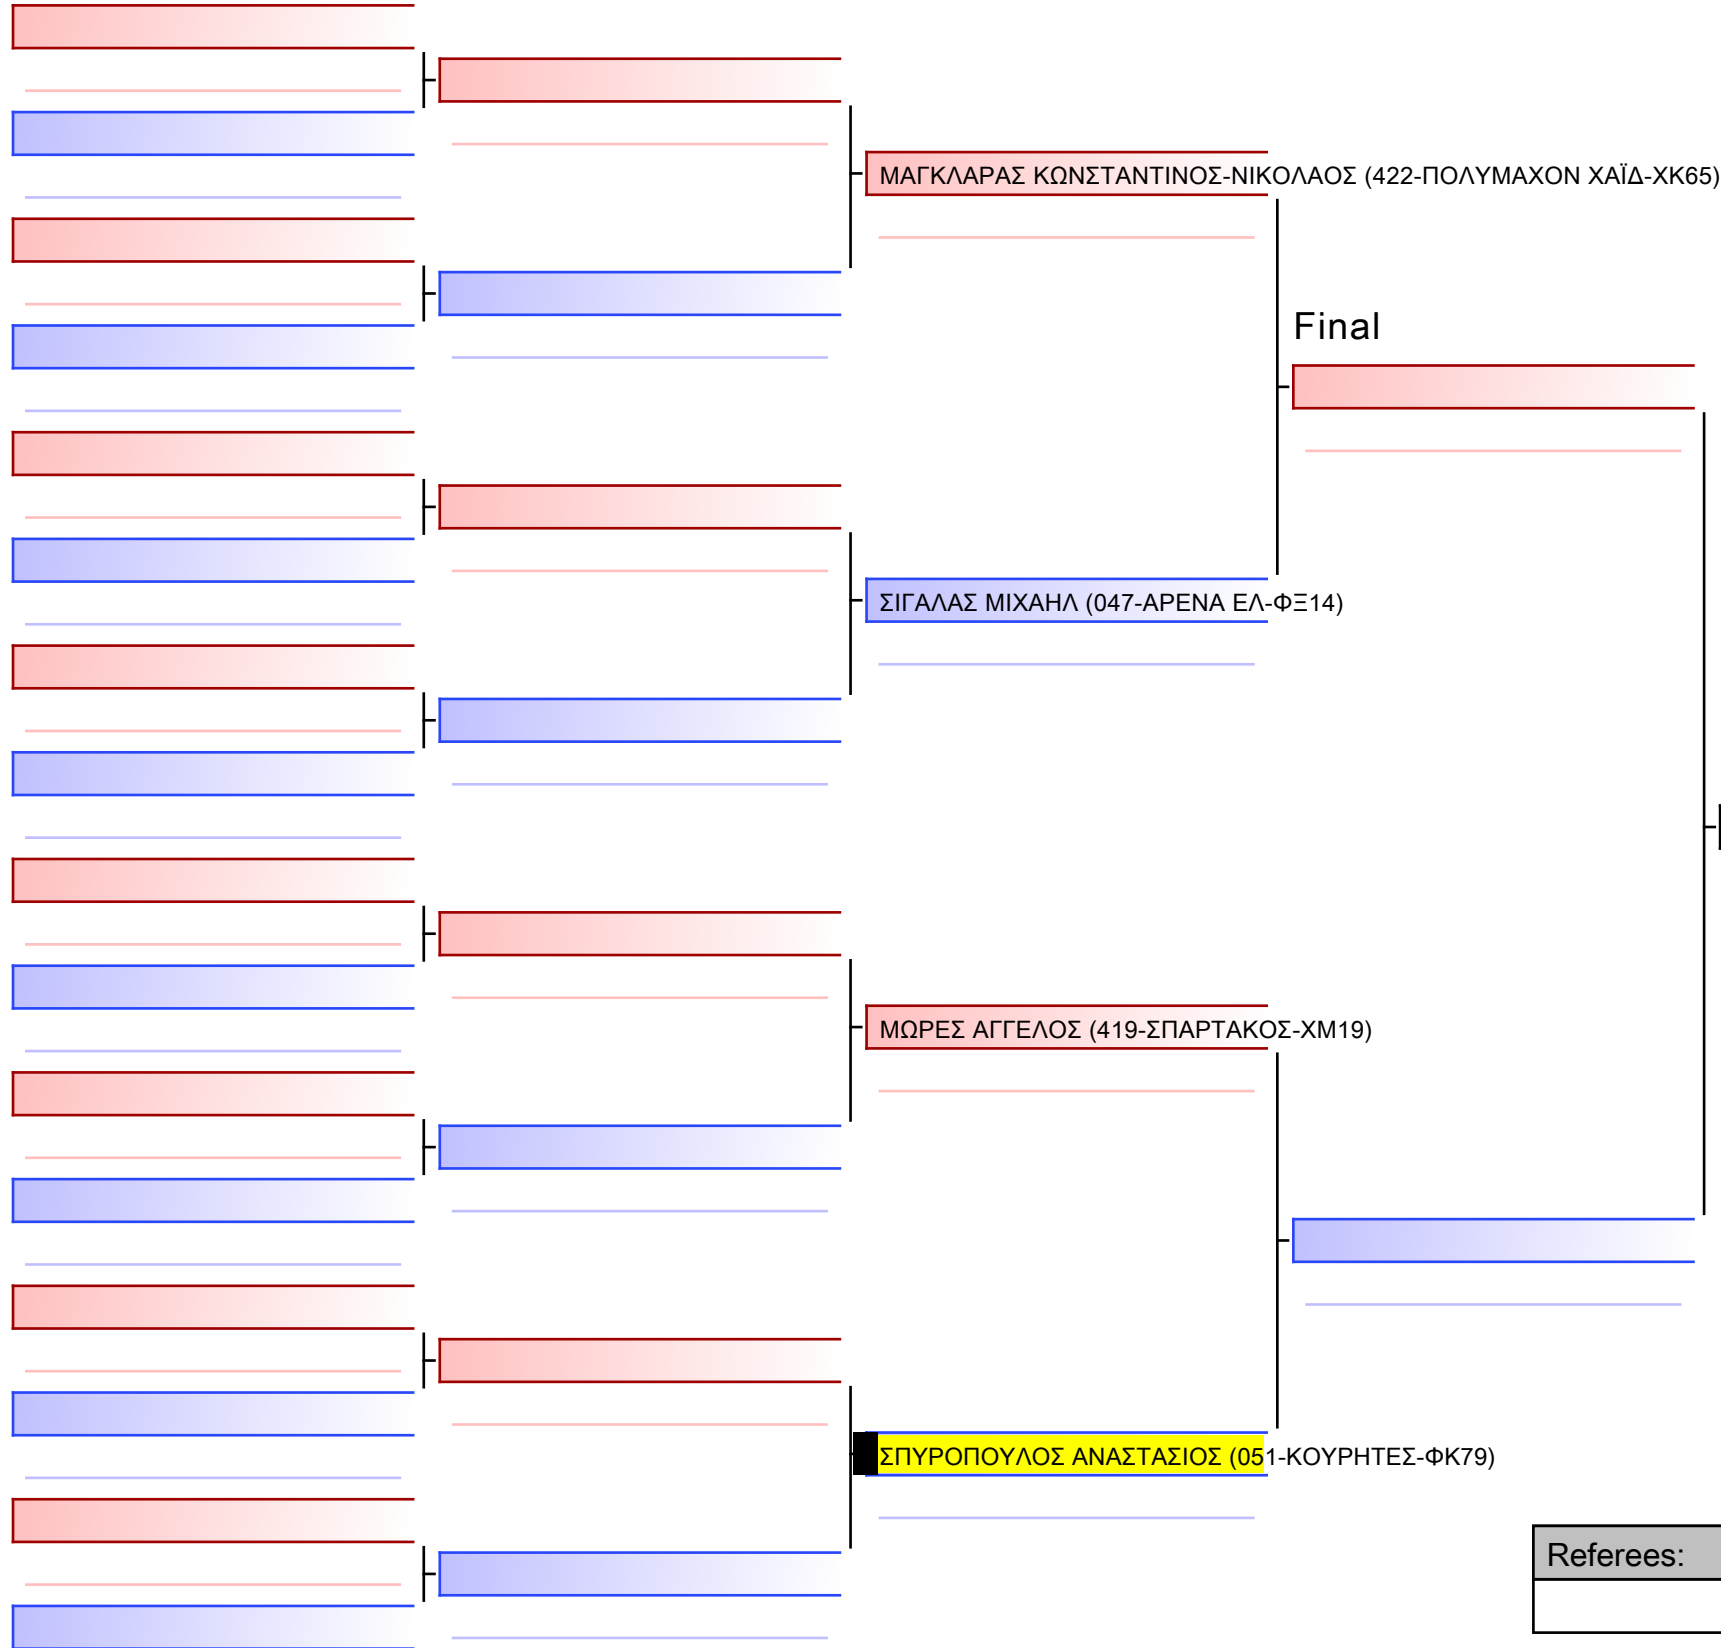 ΜΑΓΚΛΑΡΑΣ ΚΩΝΣΤΑΝΤΙΝΟΣ-ΝΙΚΟΛΑΟΣ (422-ΠΟΛΥΜΑΧΟΝ ΧΑΪΔ-ΧΚ65)
Final
ΣΙΓΑΛΑΣ ΜΙΧΑΗΛ (047-ΑΡΕΝΑ ΕΛ-ΦΞ14)
ΜΩΡΕΣ ΑΓΓΕΛΟΣ (419-ΣΠΑΡΤΑΚΟΣ-ΧΜ19)
ΣΠΥΡΟΠΟΥΛΟΣ ΑΝΑΣΤΑΣΙΟΣ (051-ΚΟΥΡΗΤΕΣ-ΦΚ79)
Referees: